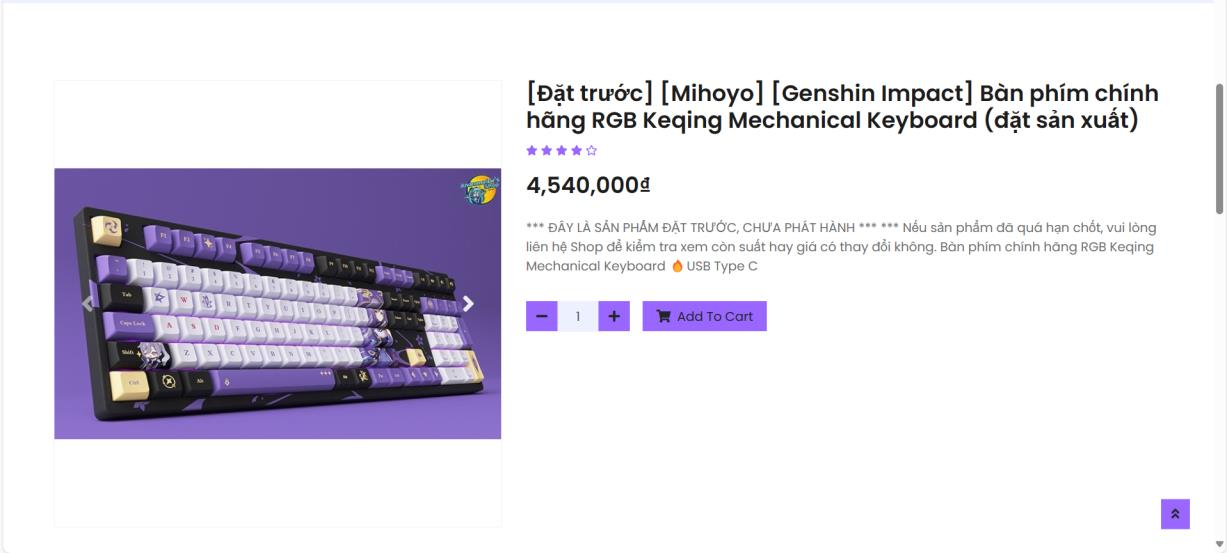 [Đặt trước] [Mihoyo] [Genshin Impact] Bàn phím chính
hãng RGB Keqing Mechanical Keyboard (đặt sản xuất)
4,540,000₫
*** ĐÂY LÀ SẢN PHẨM ĐẶT TRƯỚC, CHƯA PHÁT HÀNH *** *** Nếu sản phẩm đã quá hạn chốt, vui lòng
liên hệ Shop để kiểm tra xem còn suất hay giá có thay đổi không. Bàn phím chính hãng RGB Keqing
Mechanical Keyboard 🔥 USB Type C
1
Add To Cart
F1 F2 F4
Tab W R T Y U I O
Caps Lock A S D F G H J K L
Shift Z X C V B N M
Ctrl Alt